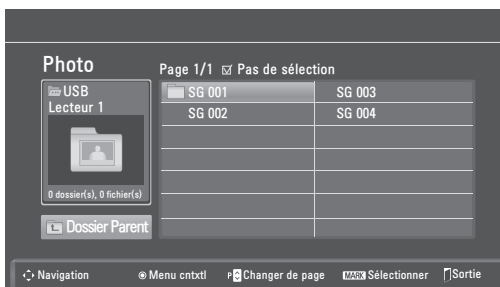 Photo
Page 1/1 Pas de sélection
USB
Lecteur 1
0 dossier(s), 0 fichier(s)
Dossier Parent
SG 001 SG 003
SG 002 SG 004
Navigation Menu cntxtl P Changer de page MARK Sélectionner Sortie